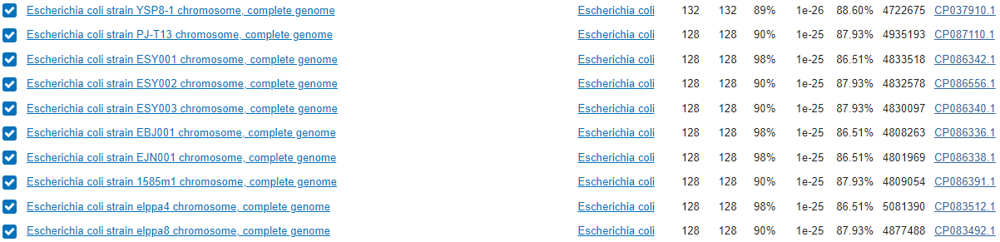 Escherichia coli strain YSP8-1 chromosome, complete genome Escherichia coli 132 132 89% 1e-26 88.60% 4722675 CP037910.1
Escherichia coli strain PJ-T13 chromosome, complete genome Escherichia coli 128 128 90% 1e-25 87.93% 4935193 CP087110.1
Escherichia coli strain ESY001 chromosome, complete genome Escherichia coli 128 128 98% 1e-25 86.51% 4833518 CP086342.1
Escherichia coli strain ESY002 chromosome, complete genome Escherichia coli 128 128 90% 1e-25 87.93% 4832578 CP086556.1
Escherichia coli strain ESY003 chromosome, complete genome Escherichia coli 128 128 90% 1e-25 87.93% 4830097 CP086340.1
Escherichia coli strain EBJ001 chromosome, complete genome Escherichia coli 128 128 98% 1e-25 86.51% 4808263 CP086336.1
Escherichia coli strain EJN001 chromosome, complete genome Escherichia coli 128 128 98% 1e-25 86.51% 4801969 CP086338.1
Escherichia coli strain 1585m1 chromosome, complete genome Escherichia coli 128 128 90% 1e-25 87.93% 4809054 CP086391.1
Escherichia coli strain elppa4 chromosome, complete genome Escherichia coli 128 128 98% 1e-25 86.51% 5081390 CP083512.1
Escherichia coli strain elppa8 chromosome, complete genome Escherichia coli 128 128 90% 1e-25 87.93% 4877488 CP083492.1